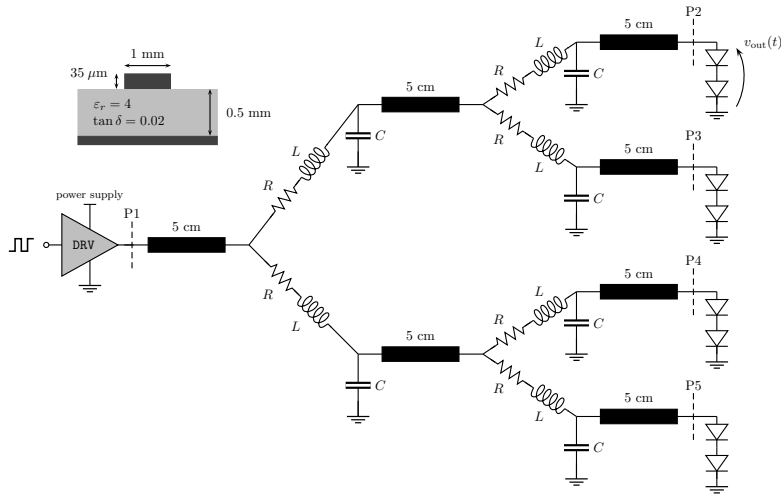 1 mm
35 μm
ε_r = 4
tan δ = 0.02
0.5 mm
power supply
P1
DRV
5 cm
R
L
C
5 cm
R
L
C
5 cm
P2
v_out(t)
R
L
C
5 cm
P3
R
L
C
5 cm
R
L
C
5 cm
P4
R
L
C
5 cm
P5